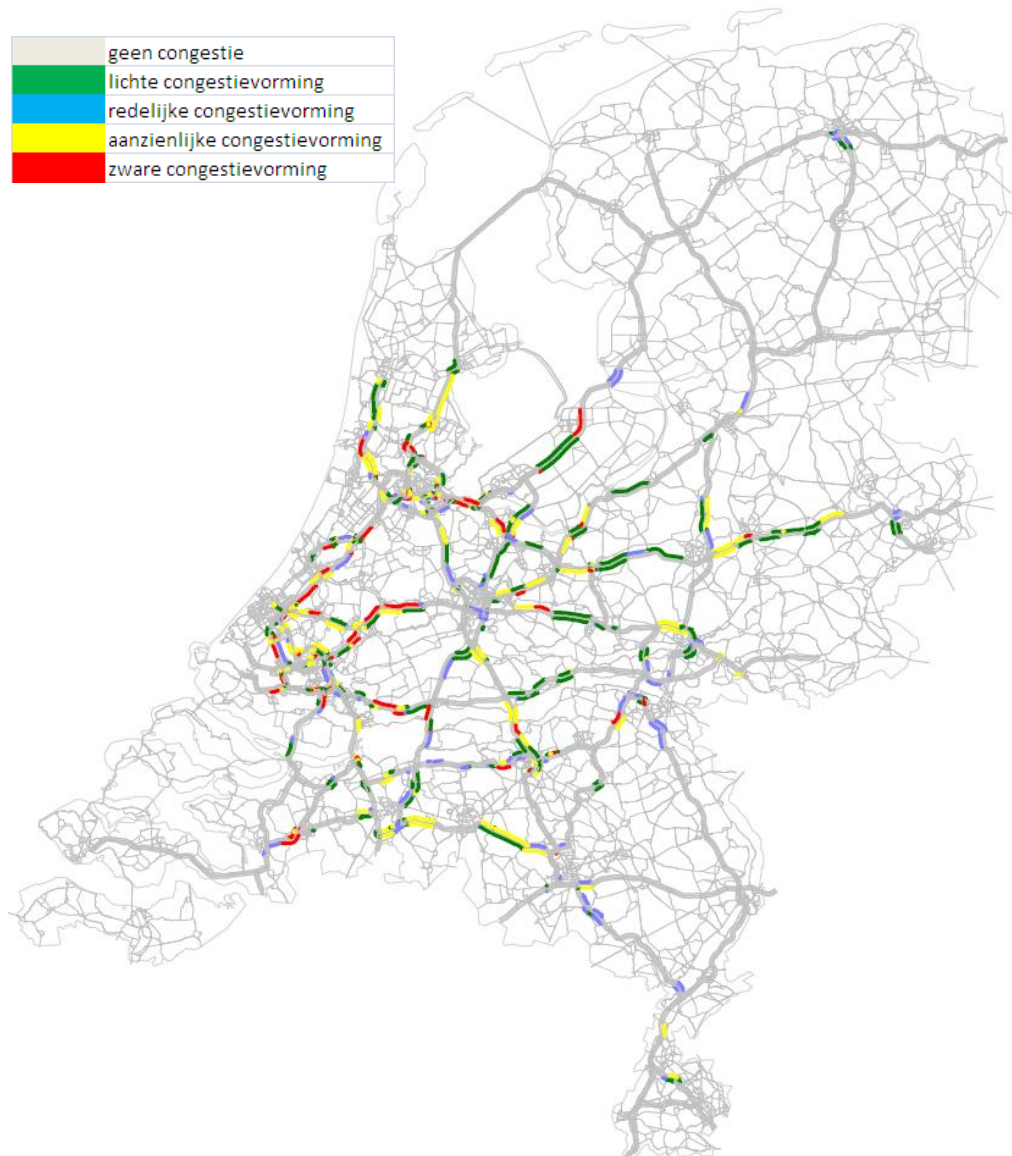 geen congestie
lichte congestievorming
redelijke congestievorming
aanzienlijke congestievorming
zware congestievorming